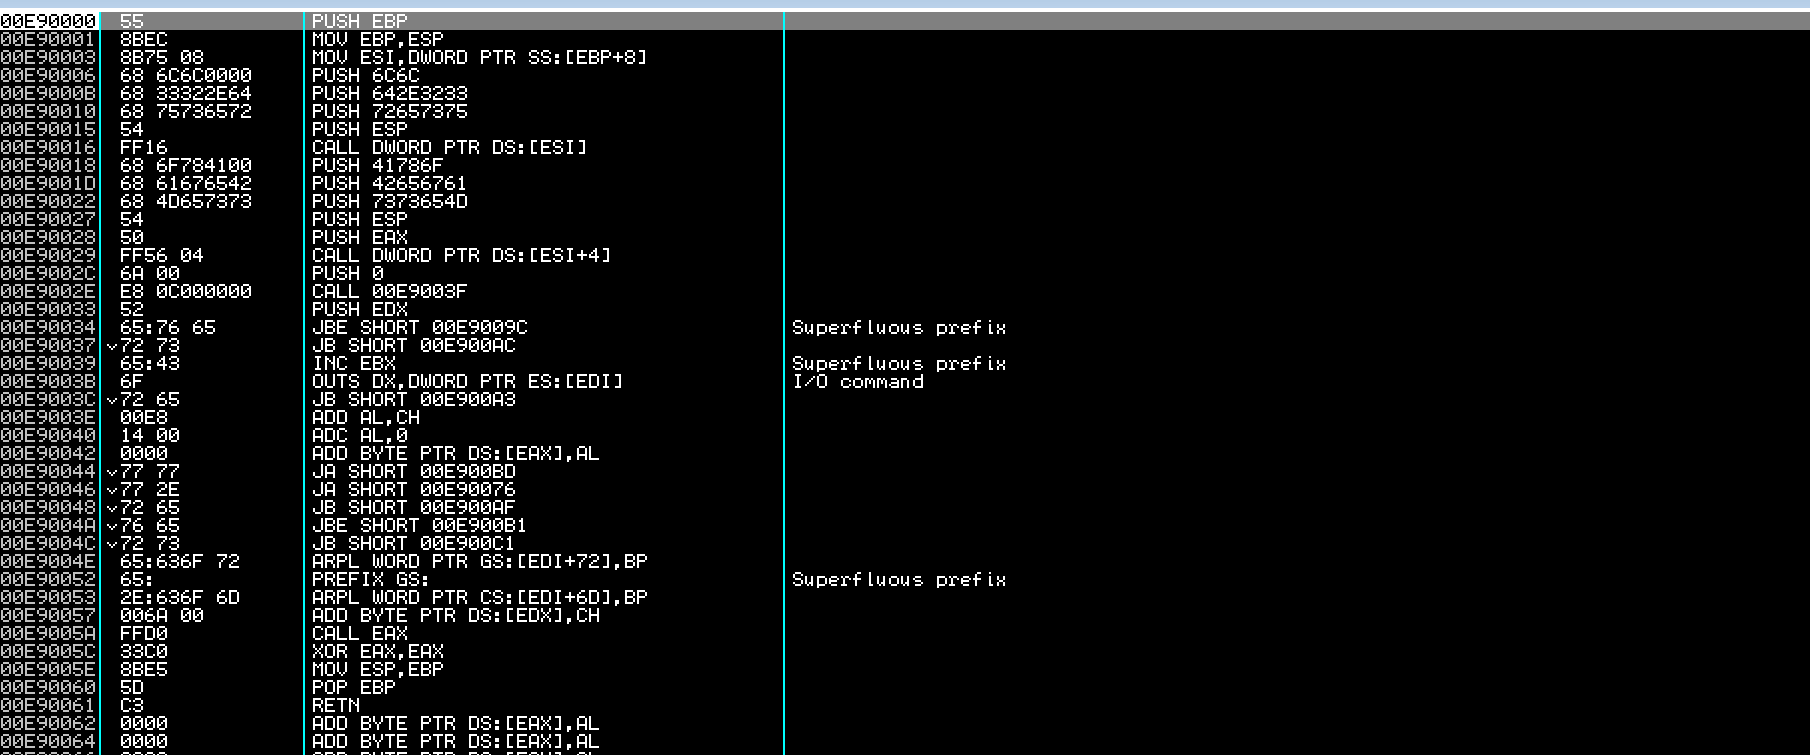 00E90000 55 PUSH EBP
00E90001 8BEC MOV EBP,ESP
00E90003 8B75 08 MOV ESI,DWORD PTR SS:[EBP+8]
00E90006 68 6C6C0000 PUSH 6C6C
00E9000B 68 33322E64 PUSH 642E3233
00E90010 68 75736572 PUSH 72657375
00E90015 54 PUSH ESP
00E90016 FF16 CALL DWORD PTR DS:[ESI]
00E90018 68 6F784100 PUSH 41786F
00E9001D 68 61676542 PUSH 42656761
00E90022 68 4D657373 PUSH 7373654D
00E90027 54 PUSH ESP
00E90028 50 PUSH EAX
00E90029 FF56 04 CALL DWORD PTR DS:[ESI+4]
00E9002C 6A 00 PUSH 0
00E9002E E8 0C000000 CALL 00E9003F
00E90033 52 PUSH EDX
00E90034 65:76 65 JBE SHORT 00E9009C Superfluous prefix
00E90037 72 73 JB SHORT 00E900AC
00E90039 65:43 INC EBX Superfluous prefix
00E9003B 6F OUTS DX,DWORD PTR ES:[EDI] I/O command
00E9003C 72 65 JB SHORT 00E900A3
00E9003E 00E8 ADD AL,CH
00E90040 14 00 ADC AL,0
00E90042 0000 ADD BYTE PTR DS:[EAX],AL
00E90044 77 77 JA SHORT 00E900BD
00E90046 77 2E JA SHORT 00E90076
00E90048 72 65 JB SHORT 00E900AF
00E9004A 76 65 JBE SHORT 00E900B1
00E9004C 72 73 JB SHORT 00E900C1
00E9004E 65:636F 72 ARPL WORD PTR GS:[EDI+72],BP
00E90052 65: PREFIX GS: Superfluous prefix
00E90053 2E:636F 6D ARPL WORD PTR CS:[EDI+6D],BP
00E90057 006A 00 ADD BYTE PTR DS:[EDX],CH
00E9005A FFD0 CALL EAX
00E9005C 33C0 XOR EAX,EAX
00E9005E 8BE5 MOV ESP,EBP
00E90060 5D POP EBP
00E90061 C3 RETN
00E90062 0000 ADD BYTE PTR DS:[EAX],AL
00E90064 0000 ADD BYTE PTR DS:[EAX],AL